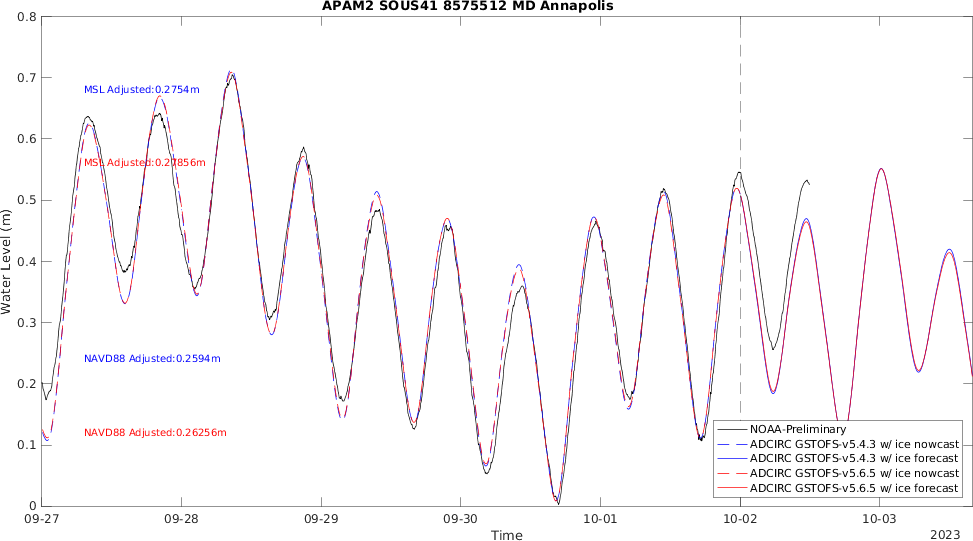 APAM2 SOUS41 8575512 MD Annapolis
0.8
0.7
0.6
0.5
0.4
0.3
0.2
0.1
0
Water Level (m)
MSL Adjusted:0.2754m
MSL Adjusted:0.27856m
NAVD88 Adjusted:0.2594m
NAVD88 Adjusted:0.26256m
NOAA-Preliminary
ADCIRC GSTOFS-v5.4.3 w/ ice nowcast
ADCIRC GSTOFS-v5.4.3 w/ ice forecast
ADCIRC GSTOFS-v5.6.5 w/ ice nowcast
ADCIRC GSTOFS-v5.6.5 w/ ice forecast
09-27 09-28 09-29 09-30 10-01 10-02 10-03
Time
2023